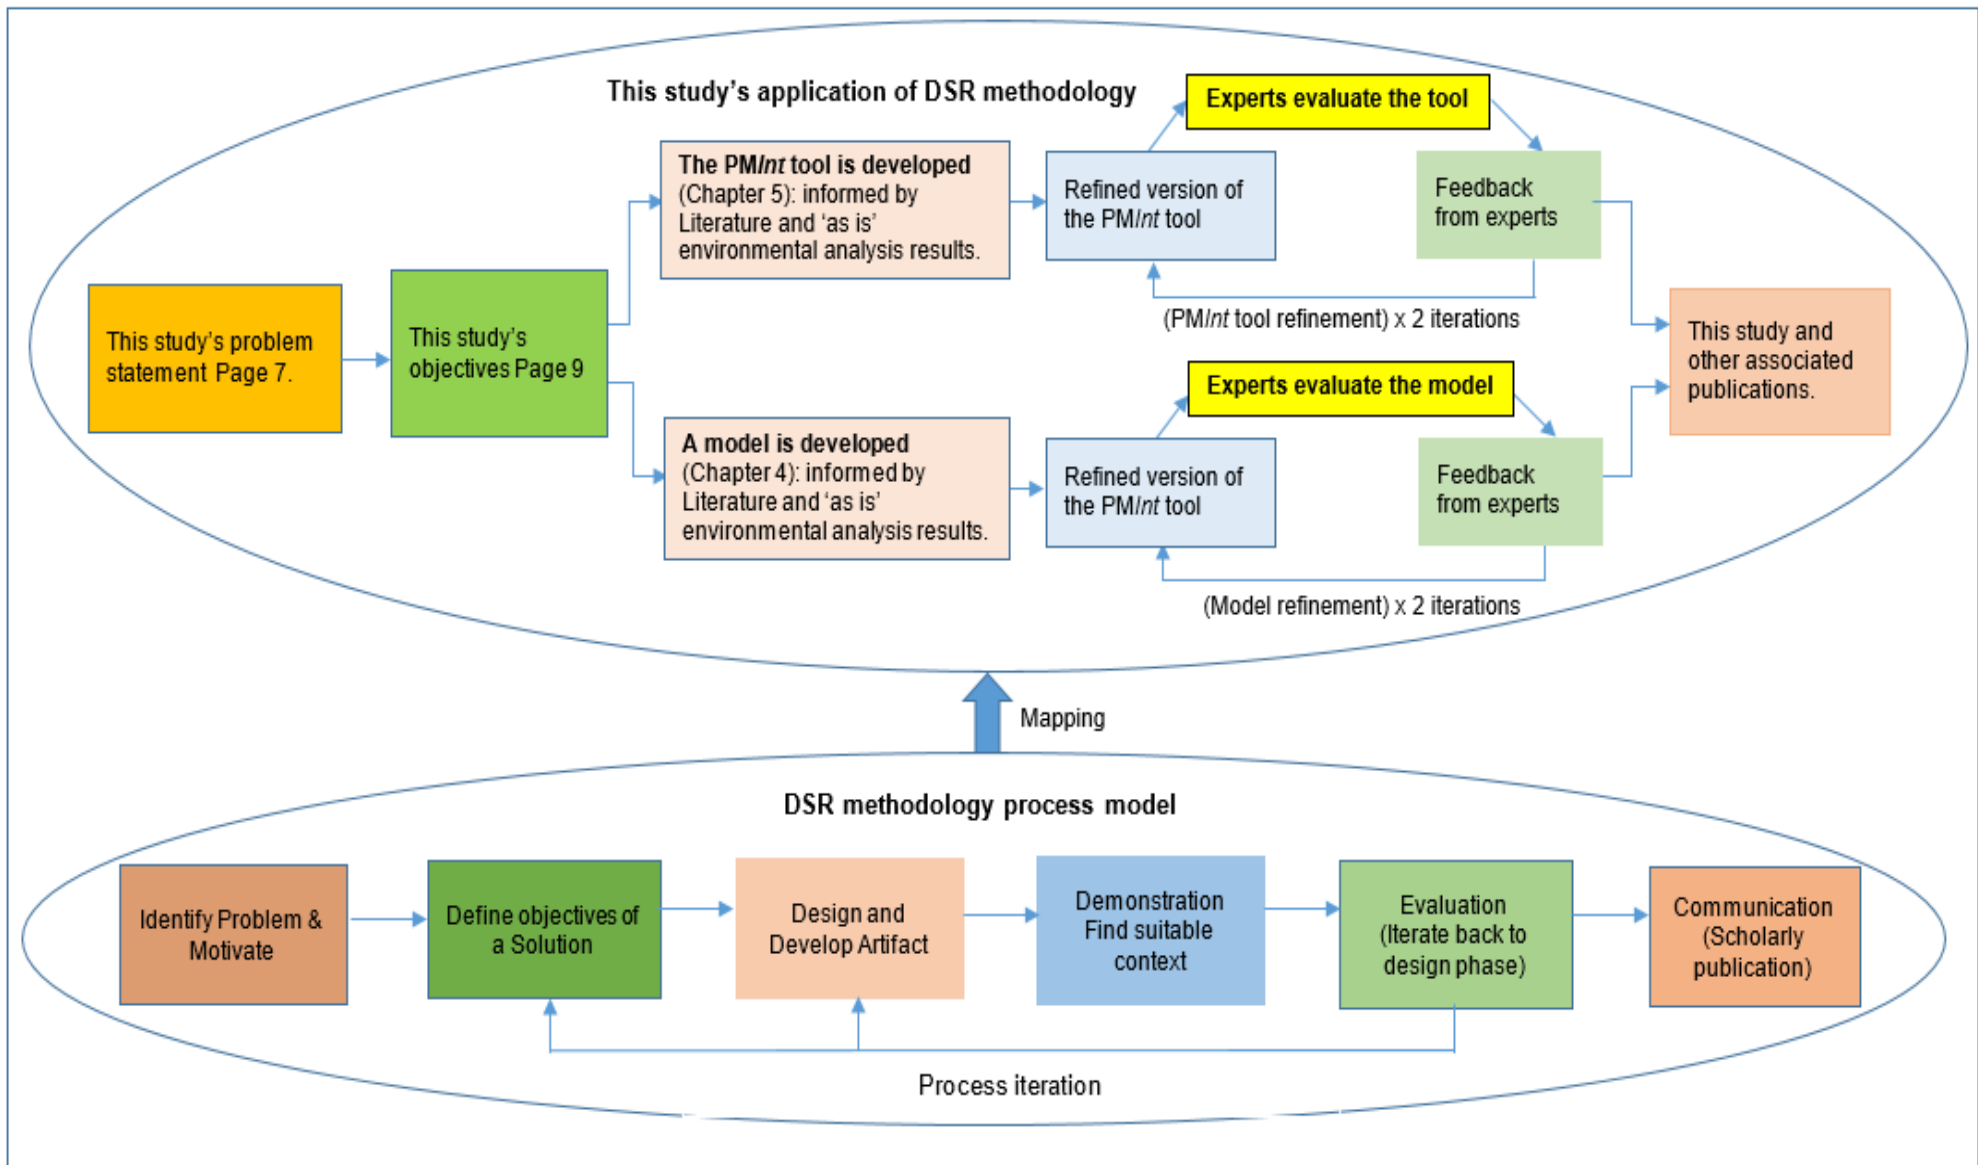 This study's application of DSR methodology
Experts evaluate the tool
The PMInt tool is developed
(Chapter 5): informed by
Literature and 'as is'
environmental analysis results.
Refined version of
the PMInt tool
Feedback
from experts
(PMInt tool refinement) x 2 iterations
This study's problem
statement Page 7.
This study's
objectives Page 9
This study and
other associated
publications.
Experts evaluate the model
A model is developed
(Chapter 4): informed by
Literature and 'as is'
environmental analysis results.
Refined version of
the PMInt tool
Feedback
from experts
(Model refinement) x 2 iterations
Mapping
DSR methodology process model
Identify Problem &
Motivate
Define objectives of
a Solution
Design and
Develop Artifact
Demonstration
Find suitable
context
Evaluation
(Iterate back to
design phase)
Communication
(Scholarly
publication)
Process iteration